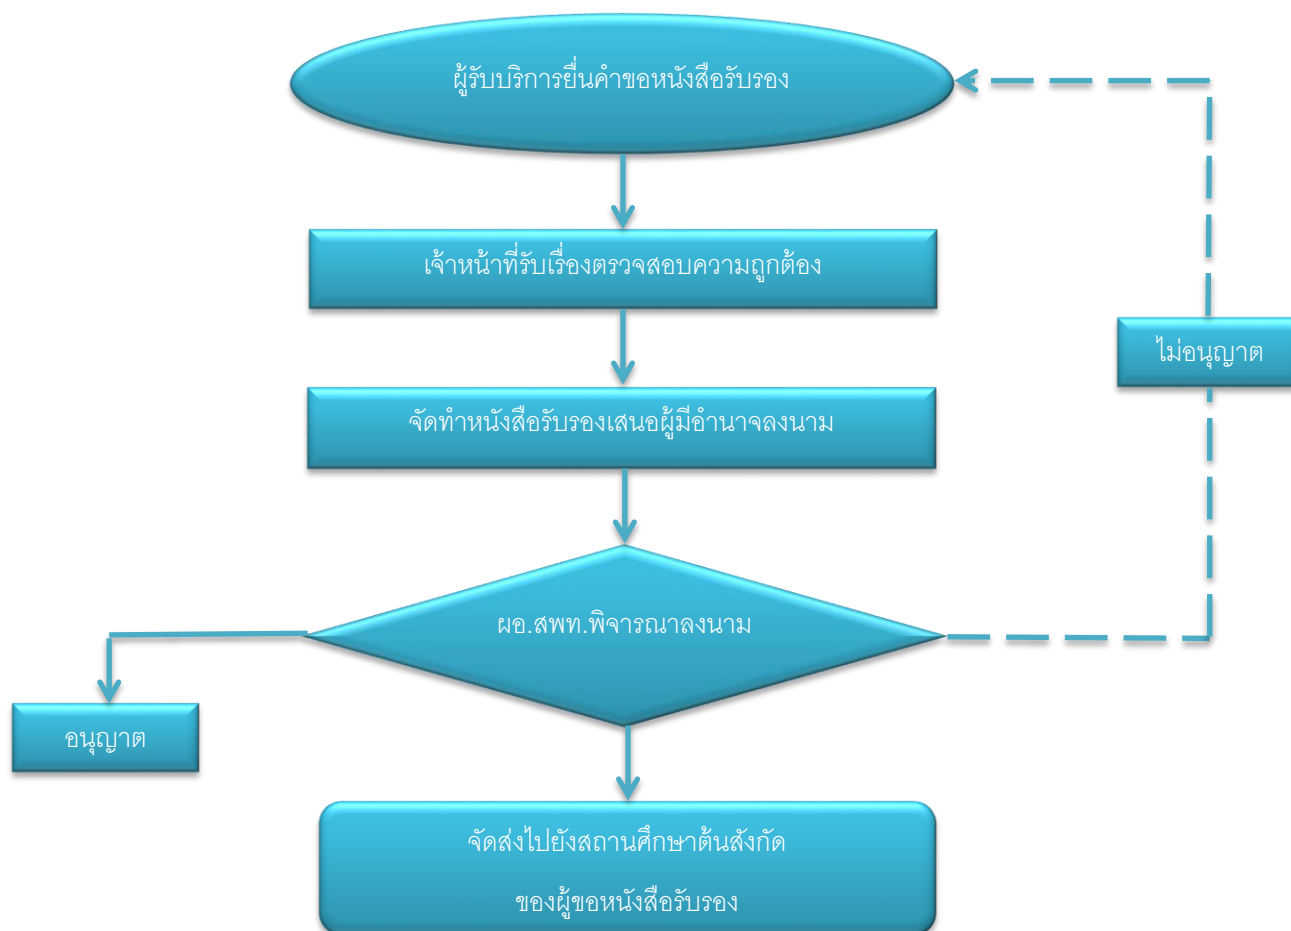 ผู้รับบริการยื่นคำขอหนังสือรับรอง
เจ้าหน้าที่รับเรื่องตรวจสอบความถูกต้อง
ไม่อนุญาต
จัดทำหนังสือรับรองเสนอผู้มีอำนาจลงนาม
ผอ.สพท.พิจารณาลงนาม
อนุญาต
จัดส่งไปยังสถานศึกษาต้นสังกัด
ของผู้ขอหนังสือรับรอง